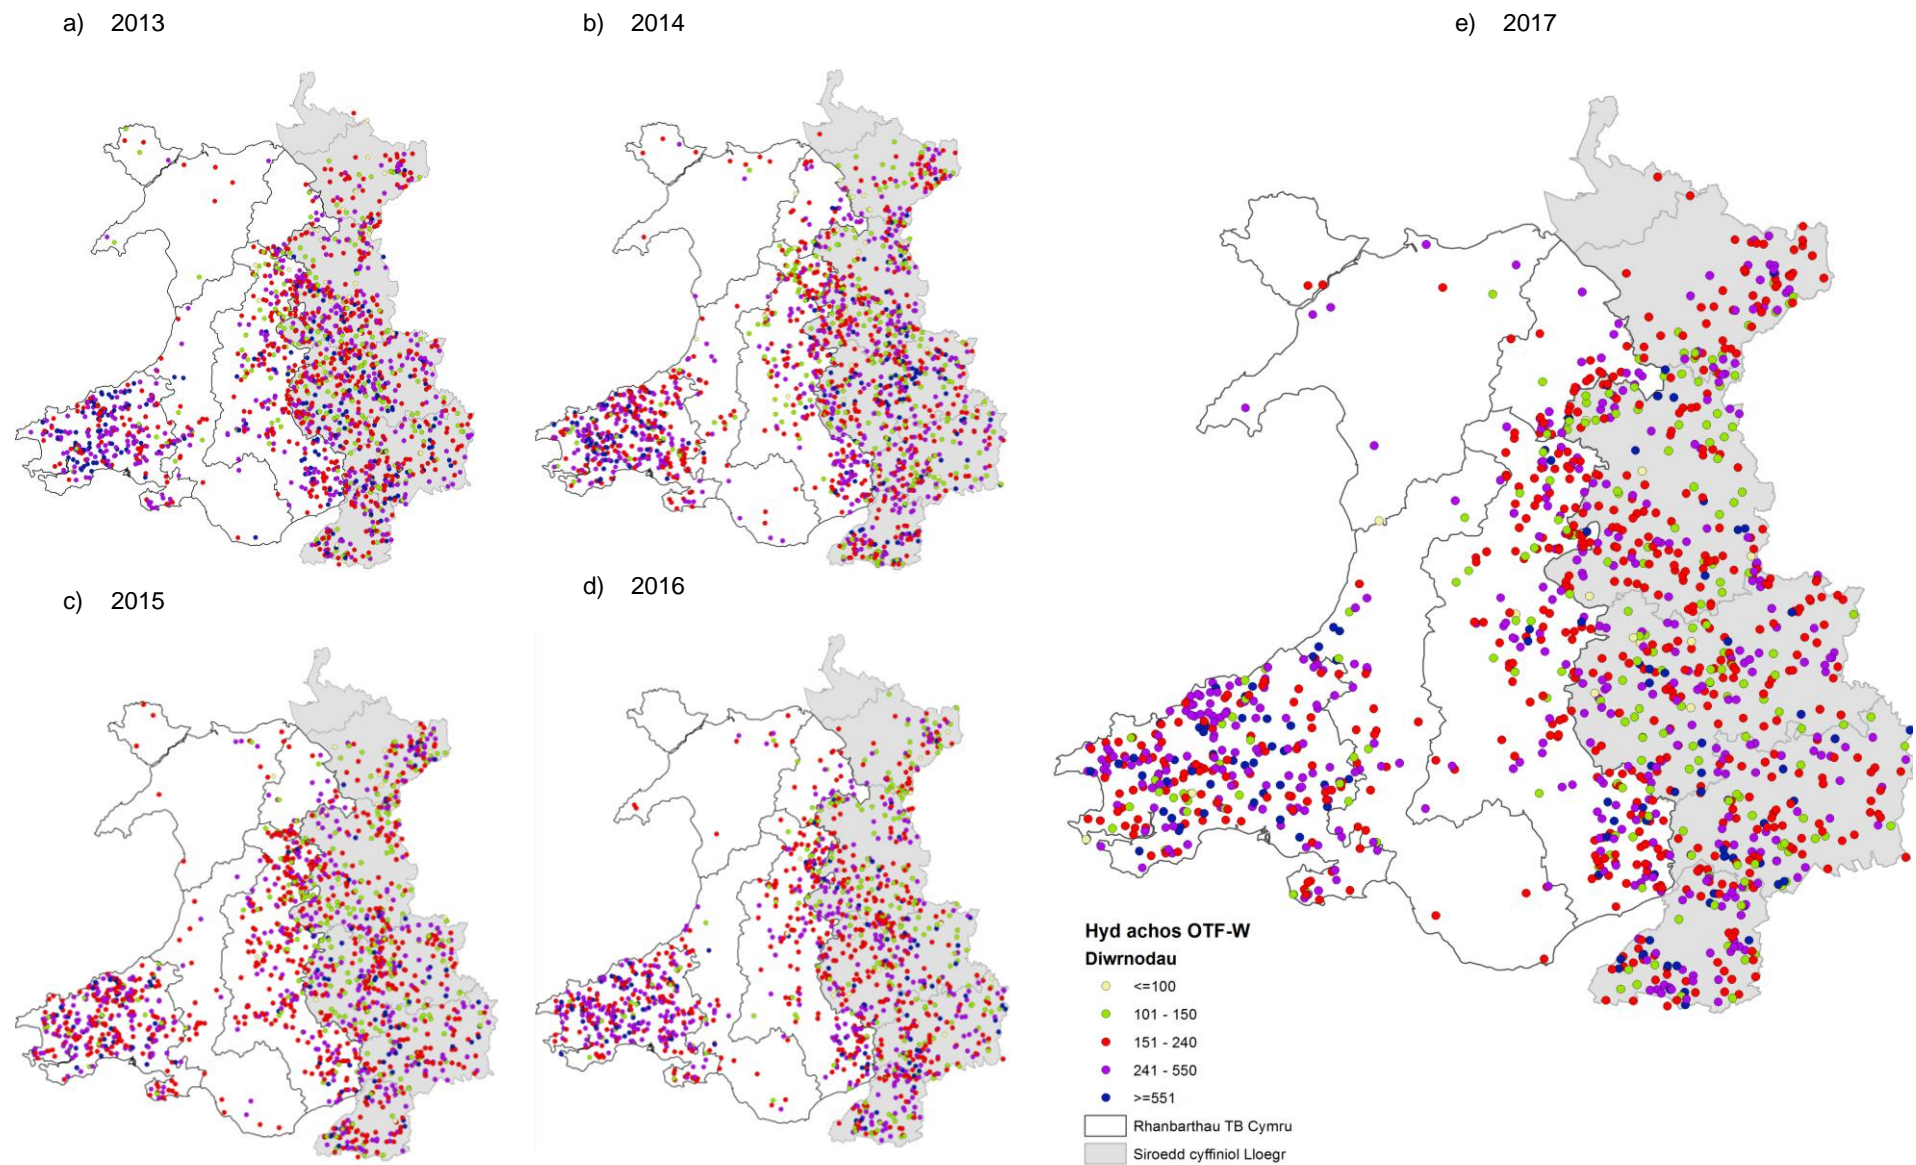 a) 2013
b) 2014
e) 2017
c) 2015
d) 2016
Hyd achos OTF-W
Diwrnodau
<=100
101 - 150
151 - 240
241 - 550
>=551
Rhanbarthau TB Cymru
Siroedd cyffiniol Lloegr